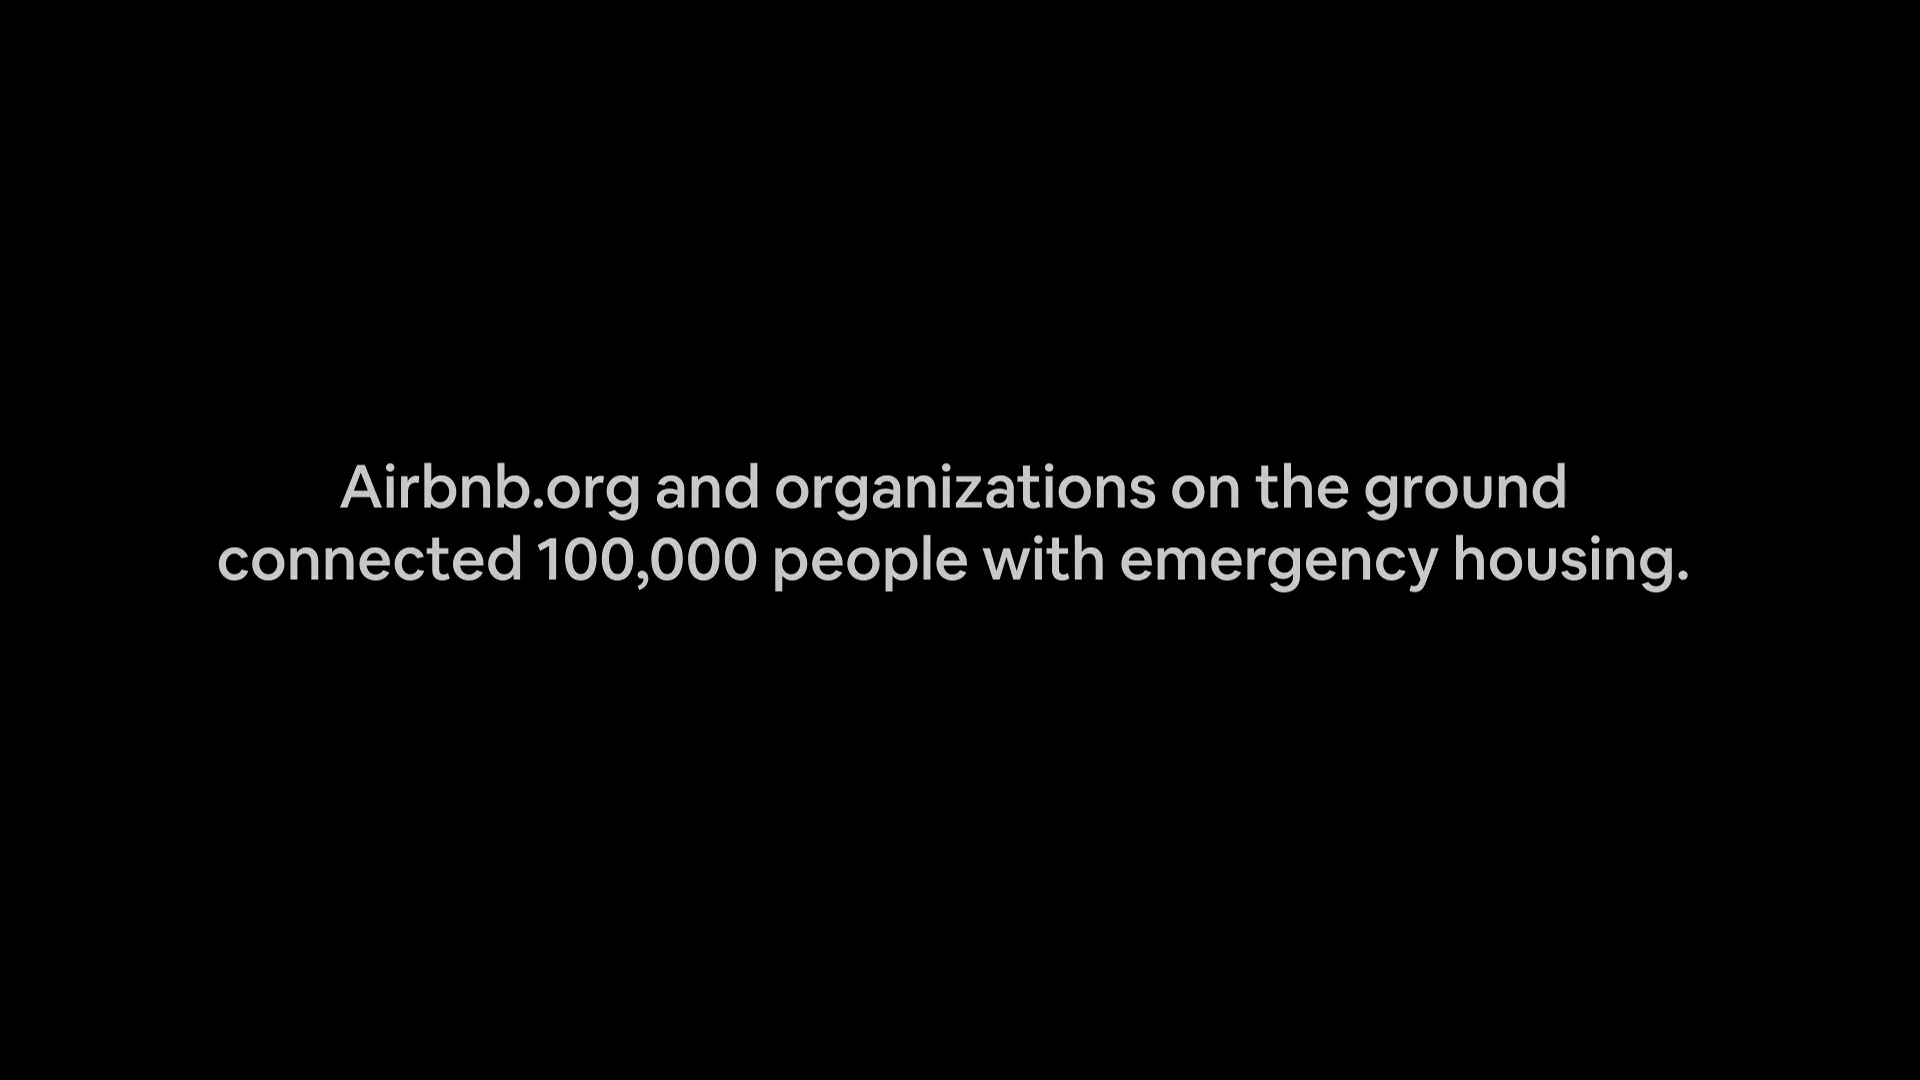 Airbnb.org and organizations on the ground
connected 100,000 people with emergency housing.